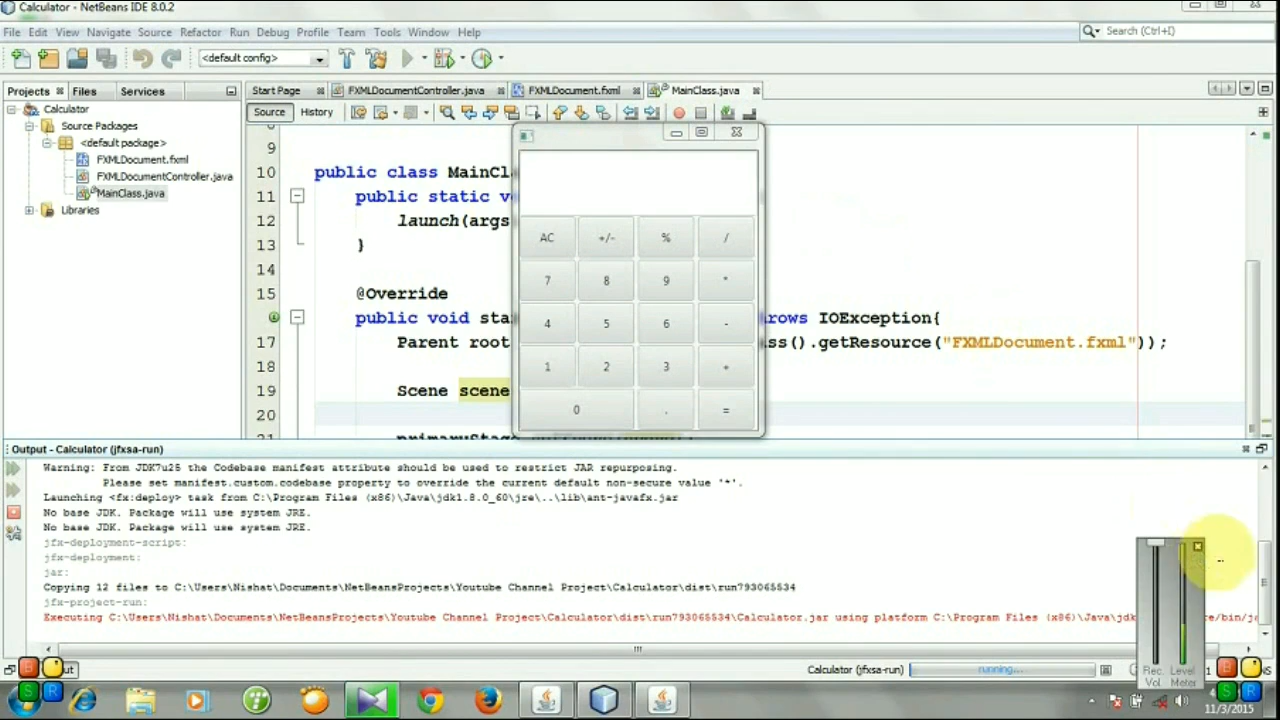 Calculator - NetBeans IDE 8.0.2
File Edit View Navigate Source Refactor Run Debug Profile Team Tools Window Help
Search (Ctrl+I)
<default config>
Projects Files Services
Start Page FXMLDocumentController.java FXMLDocument.fxml MainClass.java
Source History
Calculator
Source Packages
<default package>
FXMLDocument.fxml
FXMLDocumentController.java
MainClass.java
Libraries
9
10 public class MainCl
11 public static v
12 launch(args
13 }
14
15 @Override
public void sta rows IOException{
17 Parent root ss().getResource("FXMLDocument.fxml"));
18
19 Scene scene
20
AC +/- % /
7 8 9 *
4 5 6 -
1 2 3 +
0 . =
Output - Calculator (jfxsa-run)
Warning: From JDK7u25 the Codebase manifest attribute should be used to restrict JAR repurposing.
Please set manifest.custom.codebase property to override the current default non-secure value '*'.
Launching <fx:deploy> task from C:\Program Files (x86)\Java\jdk1.8.0_60\jre\..\lib\ant-javafx.jar
No base JDK. Package will use system JRE.
No base JDK. Package will use system JRE.
jfx-deployment-script:
jfx-deployment:
jar:
Copying 12 files to C:\Users\Nishat\Documents\NetBeansProjects\Youtube Channel Project\Calculator\dist\run793065534
jfx-project-run:
Executing C:\Users\Nishat\Documents\NetBeansProjects\Youtube Channel Project\Calculator\dist\run793065534\Calculator.jar using platform C:\Program Files (x86)\Java\jdk
Calculator (jfxsa-run) running...
Rec. Vol Level Meter
B
S R
B
S R
11/3/2015